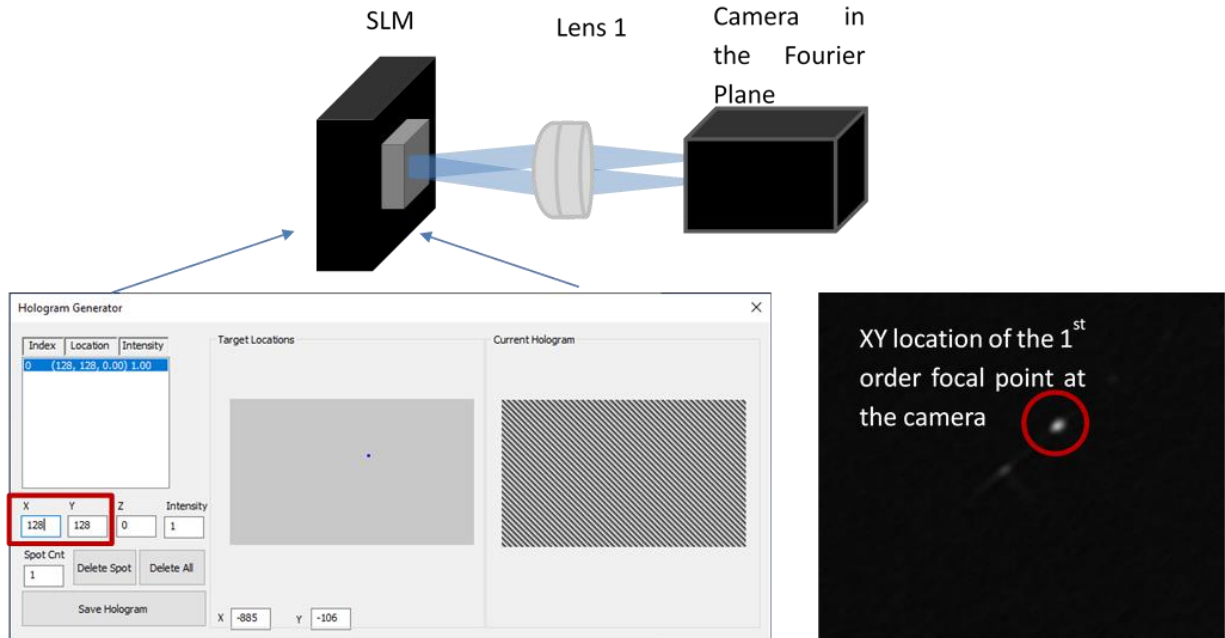 SLM
Lens 1
Camera in
the Fourier
Plane
Hologram Generator
Index Location Intensity
0 (128, 128, 0.00) 1.00
X Y Z Intensity
128 128 0 1
Spot Cnt
1 Delete Spot Delete All
Save Hologram
Target Locations
X -885 Y -106
Current Hologram
XY location of the 1st
order focal point at
the camera